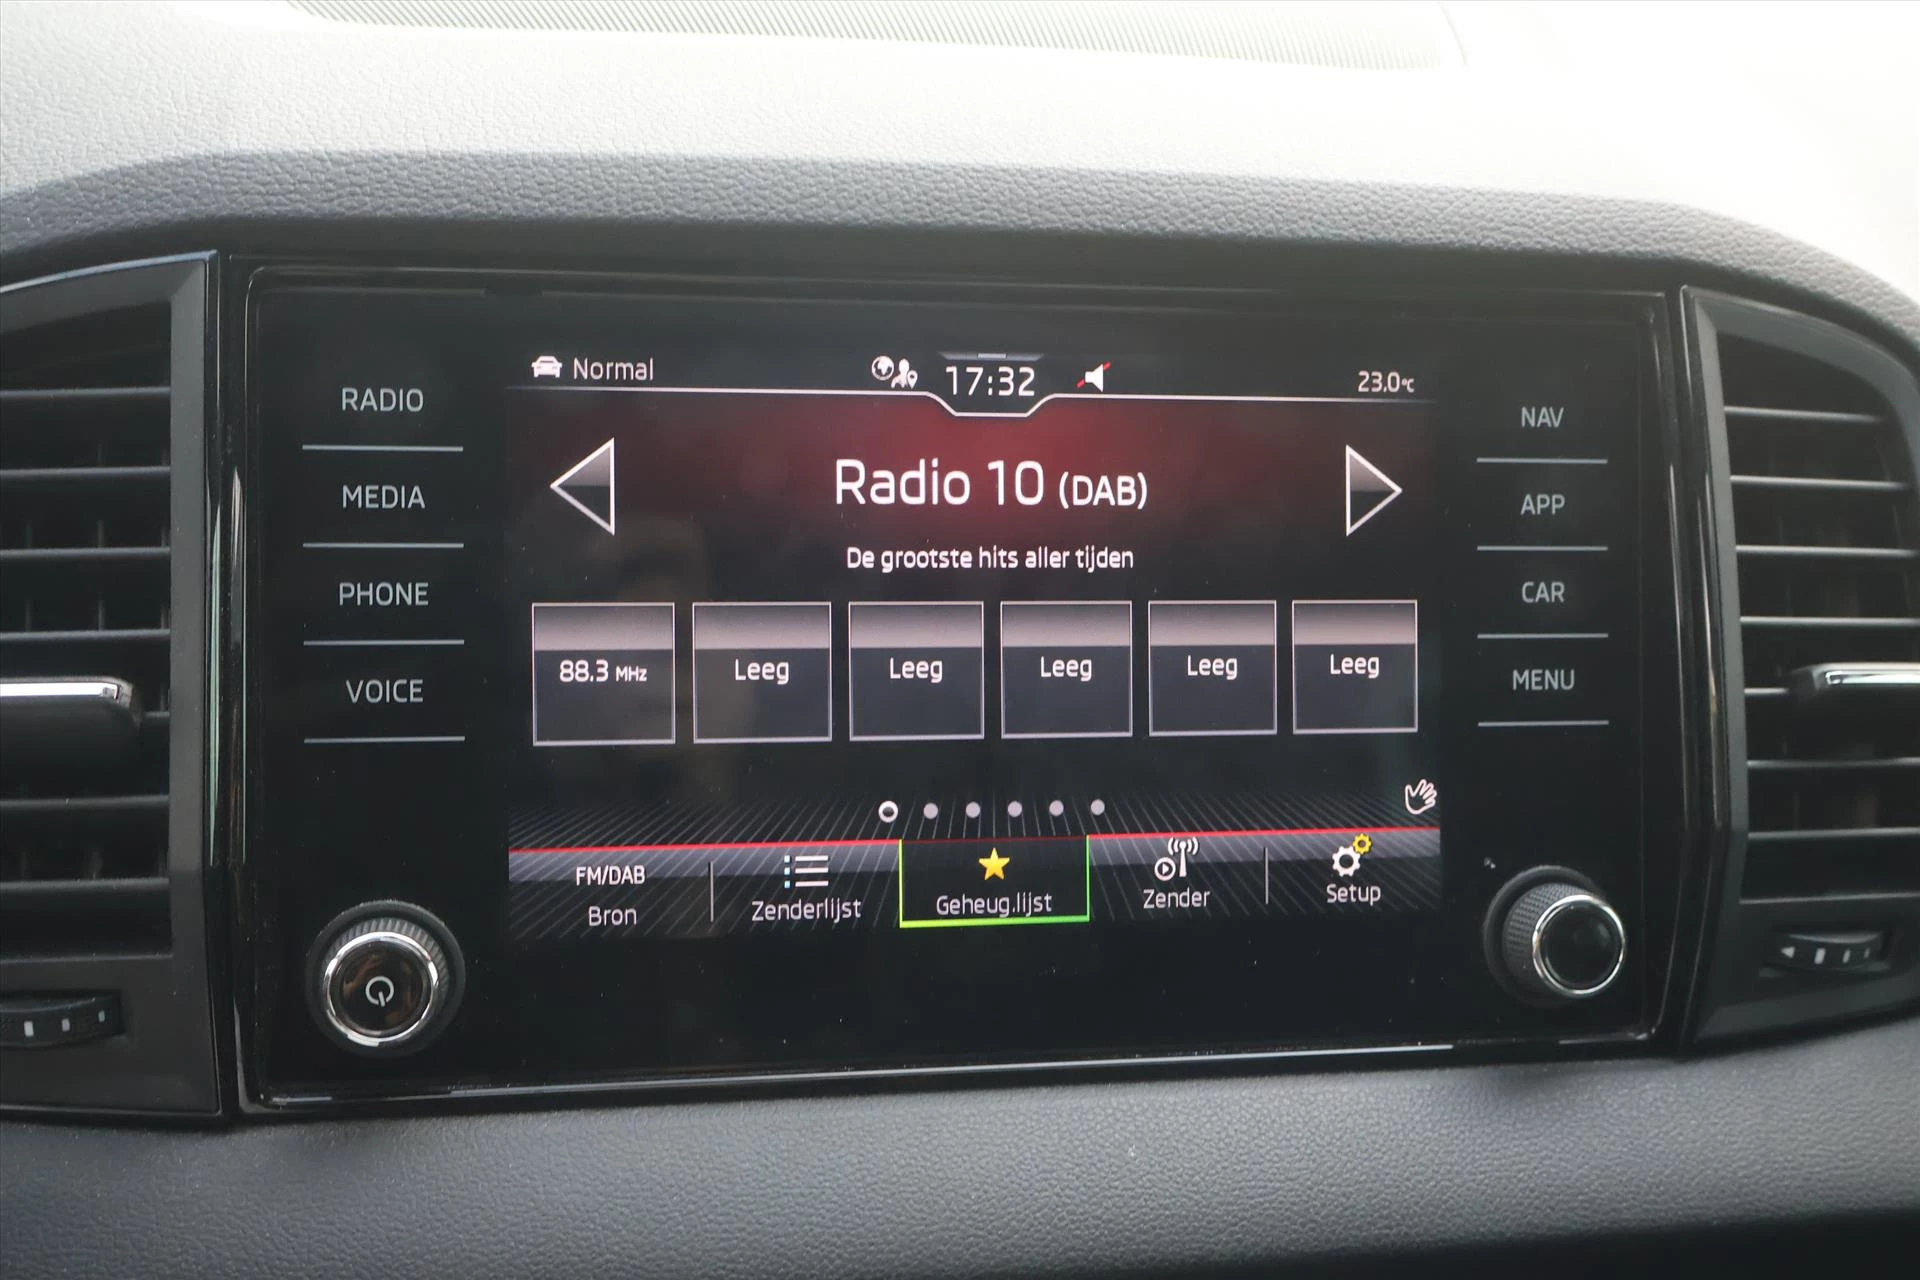 Normal
17:32
23.0°C
RADIO
MEDIA
PHONE
VOICE
Radio 10 (DAB)
De grootste hits aller tijden
88.3 MHz
Leeg
Leeg
Leeg
Leeg
Leeg
FM/DAB
Bron
Zenderlijst
Geheug.lijst
Zender
Setup
NAV
APP
CAR
MENU